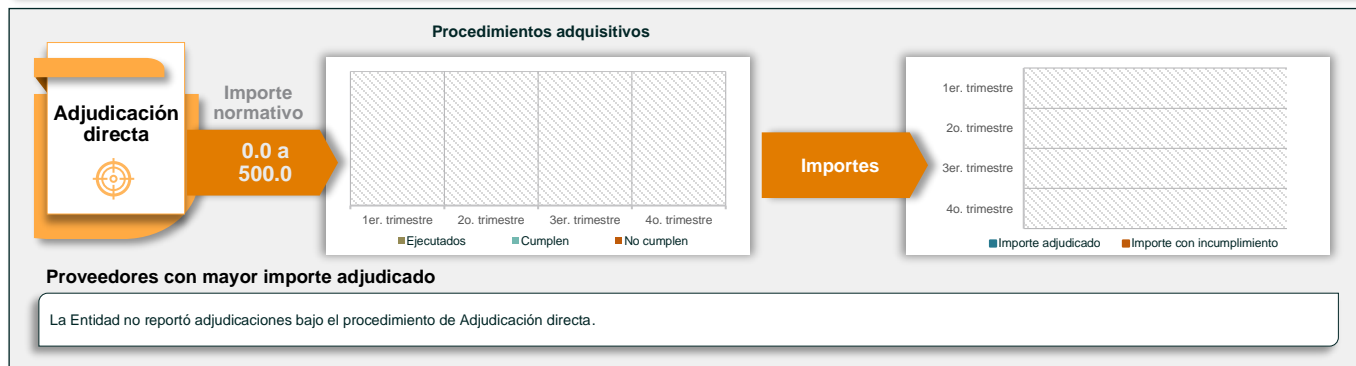 Procedimientos adquisitivos
Adjudicación
directa
Importe
normativo
0.0 a
500.0
1er. trimestre
2o. trimestre
3er. trimestre
4o. trimestre
Ejecutados
Cumplen
No cumplen
Importes
1er. trimestre
2o. trimestre
3er. trimestre
4o. trimestre
Importe adjudicado
Importe con incumplimiento
Proveedores con mayor importe adjudicado
La Entidad no reportó adjudicaciones bajo el procedimiento de Adjudicación directa.